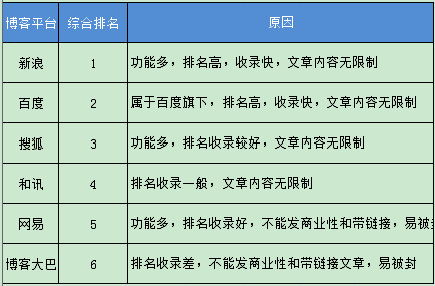 博客平台 综合排名 原因
新浪 1 功能多，排名高，收录快，文章内容无限制
百度 2 属于百度旗下，排名高，收录快，文章内容无限制
搜狐 3 功能多，排名收录较好，文章内容无限制
和讯 4 排名收录一般，文章内容无限制
网易 5 功能多，排名收录好，不能发商业性和带链接，易被
博客大巴 6 排名收录差，不能发商业性和带链接文章，易被封